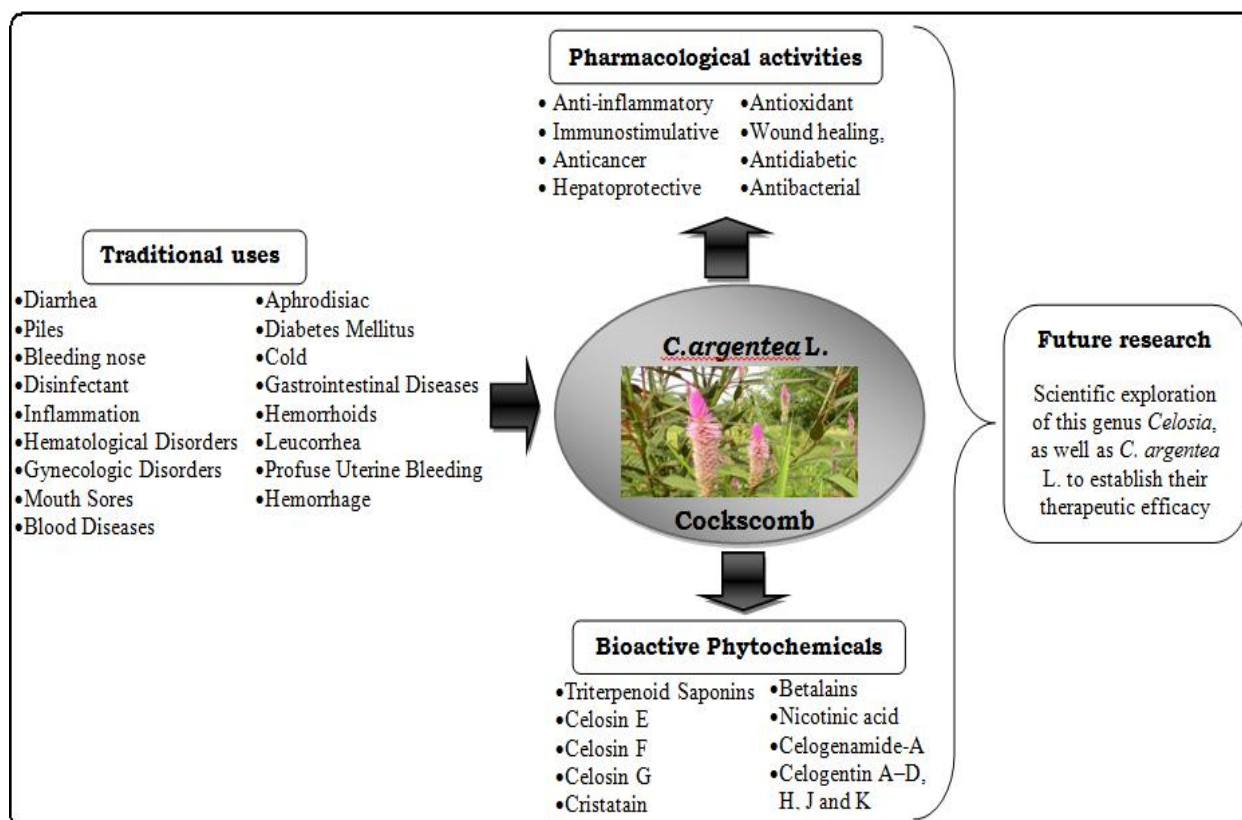 Pharmacological activities
• Anti-inflammatory
• Immunostimulative
• Anticancer
• Hepatoprotective
•Antioxidant
•Wound healing,
•Antidiabetic
•Antibacterial
Traditional uses
•Diarrhea
•Piles
•Bleeding nose
•Disinfectant
•Inflammation
•Hematological Disorders
•Gynecologic Disorders
•Mouth Sores
•Blood Diseases
•Aphrodisiac
•Diabetes Mellitus
•Cold
•Gastrointestinal Diseases
•Hemorrhoids
•Leucorrhea
•Profuse Uterine Bleeding
•Hemorrhage
C.argentea L.
Cockscomb
Bioactive Phytochemicals
•Triterpenoid Saponins
•Celosin E
•Celosin F
•Celosin G
•Cristatain
•Betalains
•Nicotinic acid
•Celogenamide-A
•Celogentin A–D,
H, J and K
Future research
Scientific exploration
of this genus Celosia,
as well as C. argentea
L. to establish their
therapeutic efficacy